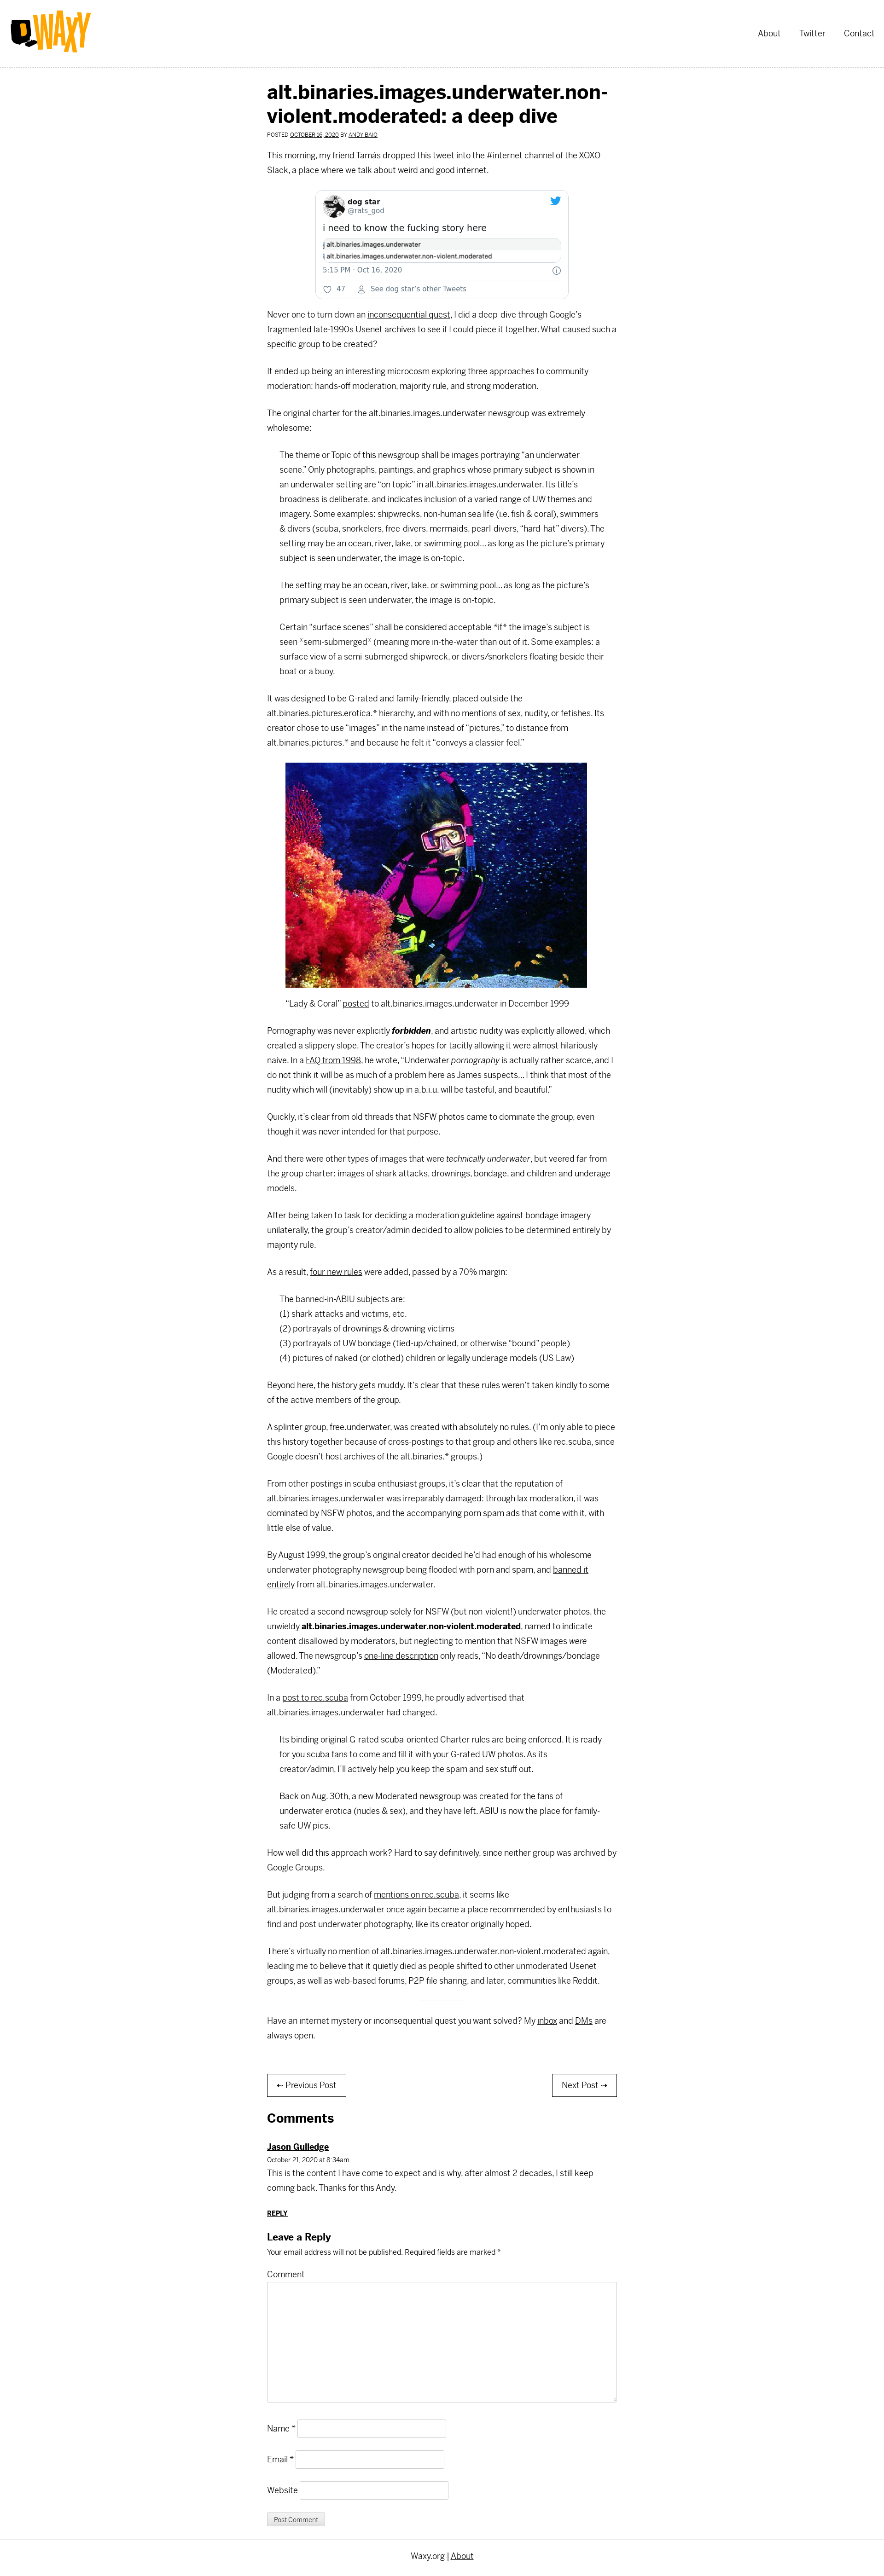 WAXY
About Twitter Contact
alt.binaries.images.underwater.non-
violent.moderated: a deep dive
POSTED OCTOBER 16, 2020 BY ANDY BAIO
This morning, my friend Tamás dropped this tweet into the #internet channel of the XOXO
Slack, a place where we talk about weird and good internet.
dog star
@rats_god
i need to know the fucking story here
alt.binaries.images.underwater
alt.binaries.images.underwater.non-violent.moderated
5:15 PM · Oct 16, 2020
47 See dog star's other Tweets
Never one to turn down an inconsequential quest, I did a deep-dive through Google's
fragmented late-1990s Usenet archives to see if I could piece it together. What caused such a
specific group to be created?
It ended up being an interesting microcosm exploring three approaches to community
moderation: hands-off moderation, majority rule, and strong moderation.
The original charter for the alt.binaries.images.underwater newsgroup was extremely
wholesome:
The theme or Topic of this newsgroup shall be images portraying “an underwater
scene.” Only photographs, paintings, and graphics whose primary subject is shown in
an underwater setting are “on topic” in alt.binaries.images.underwater. Its title's
broadness is deliberate, and indicates inclusion of a varied range of UW themes and
imagery. Some examples: shipwrecks, non-human sea life (i.e. fish & coral), swimmers
& divers (scuba, snorkelers, free-divers, mermaids, pearl-divers, “hard-hat” divers). The
setting may be an ocean, river, lake, or swimming pool… as long as the picture's primary
subject is seen underwater, the image is on-topic.
The setting may be an ocean, river, lake, or swimming pool… as long as the picture's
primary subject is seen underwater, the image is on-topic.
Certain “surface scenes” shall be considered acceptable *if* the image's subject is
seen *semi-submerged* (meaning more in-the-water than out of it. Some examples: a
surface view of a semi-submerged shipwreck, or divers/snorkelers floating beside their
boat or a buoy.
It was designed to be G-rated and family-friendly, placed outside the
alt.binaries.pictures.erotica.* hierarchy, and with no mentions of sex, nudity, or fetishes. Its
creator chose to use “images” in the name instead of “pictures,” to distance from
alt.binaries.pictures.* and because he felt it “conveys a classier feel.”
“Lady & Coral” posted to alt.binaries.images.underwater in December 1999
Pornography was never explicitly forbidden, and artistic nudity was explicitly allowed, which
created a slippery slope. The creator's hopes for tacitly allowing it were almost hilariously
naive. In a FAQ from 1998, he wrote, “Underwater pornography is actually rather scarce, and I
do not think it will be as much of a problem here as James suspects… I think that most of the
nudity which will (inevitably) show up in a.b.i.u. will be tasteful, and beautiful.”
Quickly, it's clear from old threads that NSFW photos came to dominate the group, even
though it was never intended for that purpose.
And there were other types of images that were technically underwater, but veered far from
the group charter: images of shark attacks, drownings, bondage, and children and underage
models.
After being taken to task for deciding a moderation guideline against bondage imagery
unilaterally, the group's creator/admin decided to allow policies to be determined entirely by
majority rule.
As a result, four new rules were added, passed by a 70% margin:
The banned-in-ABIU subjects are:
(1) shark attacks and victims, etc.
(2) portrayals of drownings & drowning victims
(3) portrayals of UW bondage (tied-up/chained, or otherwise “bound” people)
(4) pictures of naked (or clothed) children or legally underage models (US Law)
Beyond here, the history gets muddy. It's clear that these rules weren't taken kindly to some
of the active members of the group.
A splinter group, free.underwater, was created with absolutely no rules. (I'm only able to piece
this history together because of cross-postings to that group and others like rec.scuba, since
Google doesn't host archives of the alt.binaries.* groups.)
From other postings in scuba enthusiast groups, it's clear that the reputation of
alt.binaries.images.underwater was irreparably damaged: through lax moderation, it was
dominated by NSFW photos, and the accompanying porn spam ads that come with it, with
little else of value.
By August 1999, the group's original creator decided he'd had enough of his wholesome
underwater photography newsgroup being flooded with porn and spam, and banned it
entirely from alt.binaries.images.underwater.
He created a second newsgroup solely for NSFW (but non-violent!) underwater photos, the
unwieldy alt.binaries.images.underwater.non-violent.moderated, named to indicate
content disallowed by moderators, but neglecting to mention that NSFW images were
allowed. The newsgroup's one-line description only reads, “No death/drownings/bondage
(Moderated).”
In a post to rec.scuba from October 1999, he proudly advertised that
alt.binaries.images.underwater had changed.
Its binding original G-rated scuba-oriented Charter rules are being enforced. It is ready
for you scuba fans to come and fill it with your G-rated UW photos. As its
creator/admin, I'll actively help you keep the spam and sex stuff out.
Back on Aug. 30th, a new Moderated newsgroup was created for the fans of
underwater erotica (nudes & sex), and they have left. ABIU is now the place for family-
safe UW pics.
How well did this approach work? Hard to say definitively, since neither group was archived by
Google Groups.
But judging from a search of mentions on rec.scuba, it seems like
alt.binaries.images.underwater once again became a place recommended by enthusiasts to
find and post underwater photography, like its creator originally hoped.
There's virtually no mention of alt.binaries.images.underwater.non-violent.moderated again,
leading me to believe that it quietly died as people shifted to other unmoderated Usenet
groups, as well as web-based forums, P2P file sharing, and later, communities like Reddit.
Have an internet mystery or inconsequential quest you want solved? My inbox and DMs are
always open.
← Previous Post Next Post →
Comments
Jason Gulledge
October 21, 2020 at 8:34am
This is the content I have come to expect and is why, after almost 2 decades, I still keep
coming back. Thanks for this Andy.
REPLY
Leave a Reply
Your email address will not be published. Required fields are marked *
Comment
Name *
Email *
Website
Post Comment
Waxy.org | About